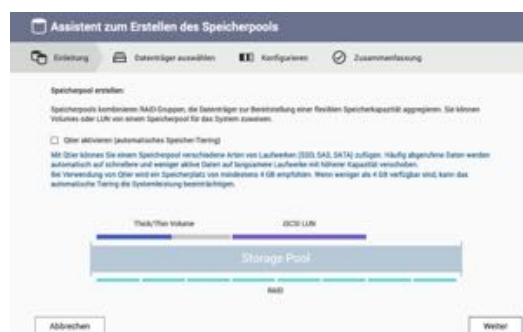 Assistent zum Erstellen des Speicherpools
Einleitung Datenträger auswählen Konfigurieren Zusammenfassung
Speicherpool erstellen:
Speicherpools kombinieren RAID-Gruppen, die Datenträger zur Bereitstellung einer flexiblen Speicherkapazität aggregieren. Sie können
Volumes oder LUN von einem Speicherpool für das System zuweisen.
Qtier aktivieren (automatisches Speicher-Tiering)
Mit Qtier können Sie einem Speicherpool verschiedene Arten von Laufwerken (SSD, SAS, SATA) zufügen. Häufig abgerufene Daten werden
automatisch auf schnellere und weniger aktive Daten auf langsamere Laufwerke mit höherer Kapazität verschoben.
Bei Verwendung von Qtier wird ein Speicherplatz von mindestens 4 GB empfohlen. Wenn weniger als 4 GB verfügbar sind, kann das
automatische Tiering die Systemleistung beeinträchtigen.
Thick/Thin Volume iSCSI LUN
Storage Pool
RAID
Abbrechen Weiter